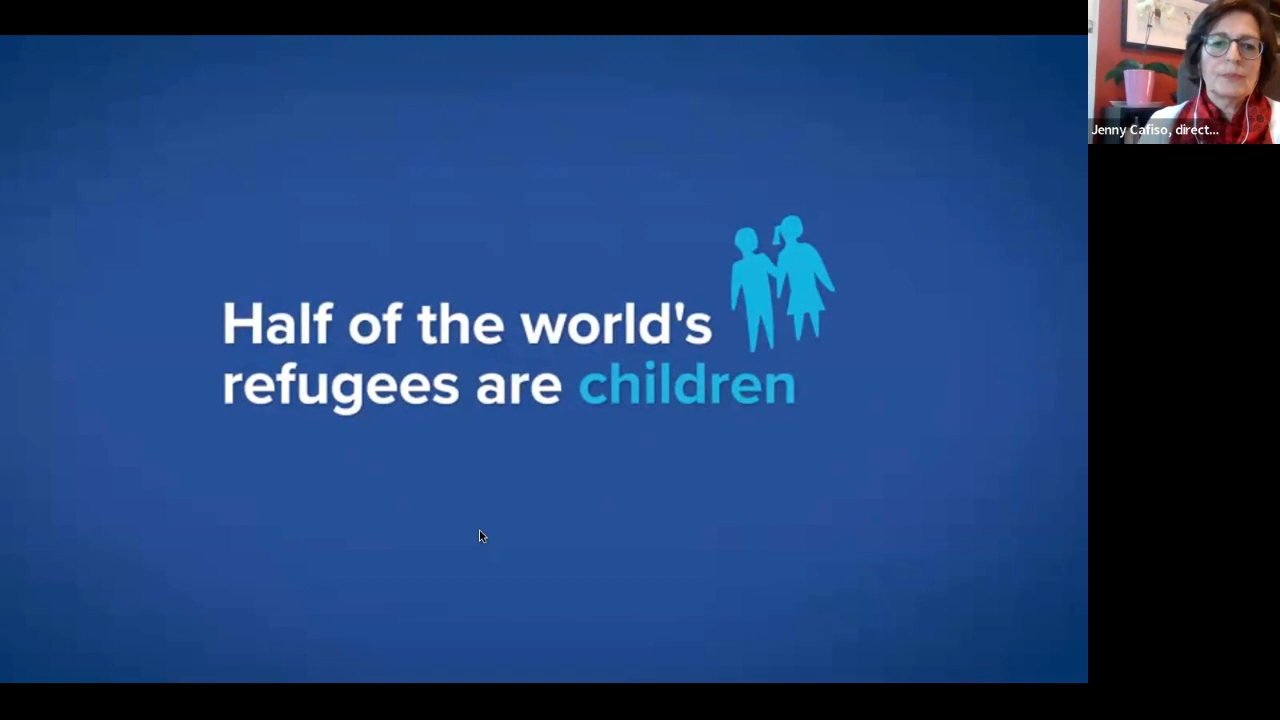 Half of the world's
refugees are children
Jenny Cafiso, direct...